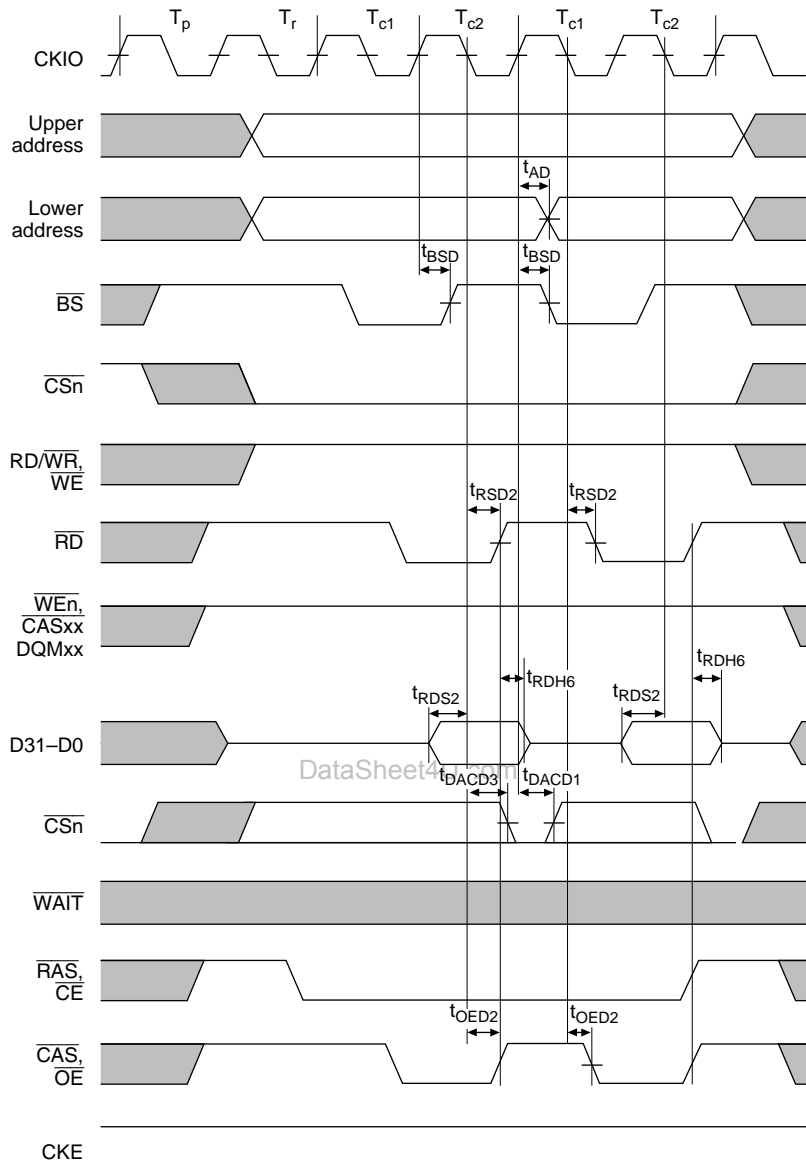 Tp Tr Tc1 Tc2 Tc1 Tc2
CKIO
Upper
address
tAD
Lower
address
tBSD tBSD
BS
CSn
RD/WR,
WE
tRSD2 tRSD2
RD
WEn,
CASxx
DQMxx
tRDH6
tRDS2 tRDH6 tRDS2
D31–D0
DataSheet4U.com
tDACD3 tDACD1
CSn
WAIT
RAS,
CE
tOED2 tOED2
CAS,
OE
CKE